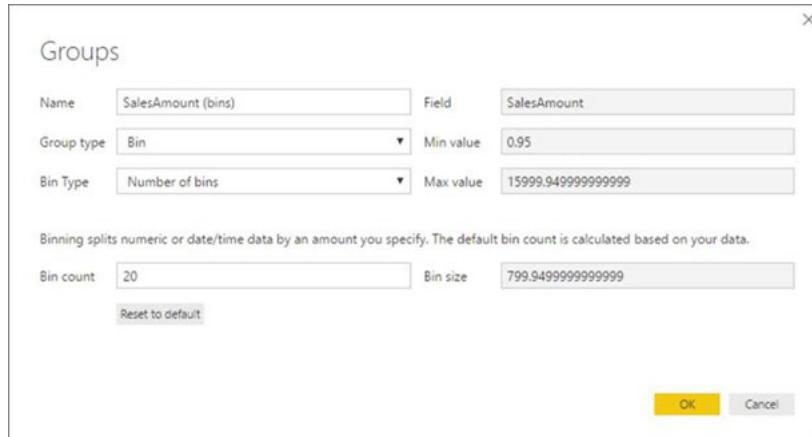 Groups
Name SalesAmount (bins) Field SalesAmount
Group type Bin Min value 0.95
Bin Type Number of bins Max value 15999.949999999999
Binning splits numeric or date/time data by an amount you specify. The default bin count is calculated based on your data.
Bin count 20 Bin size 799.9499999999999
Reset to default
OK Cancel